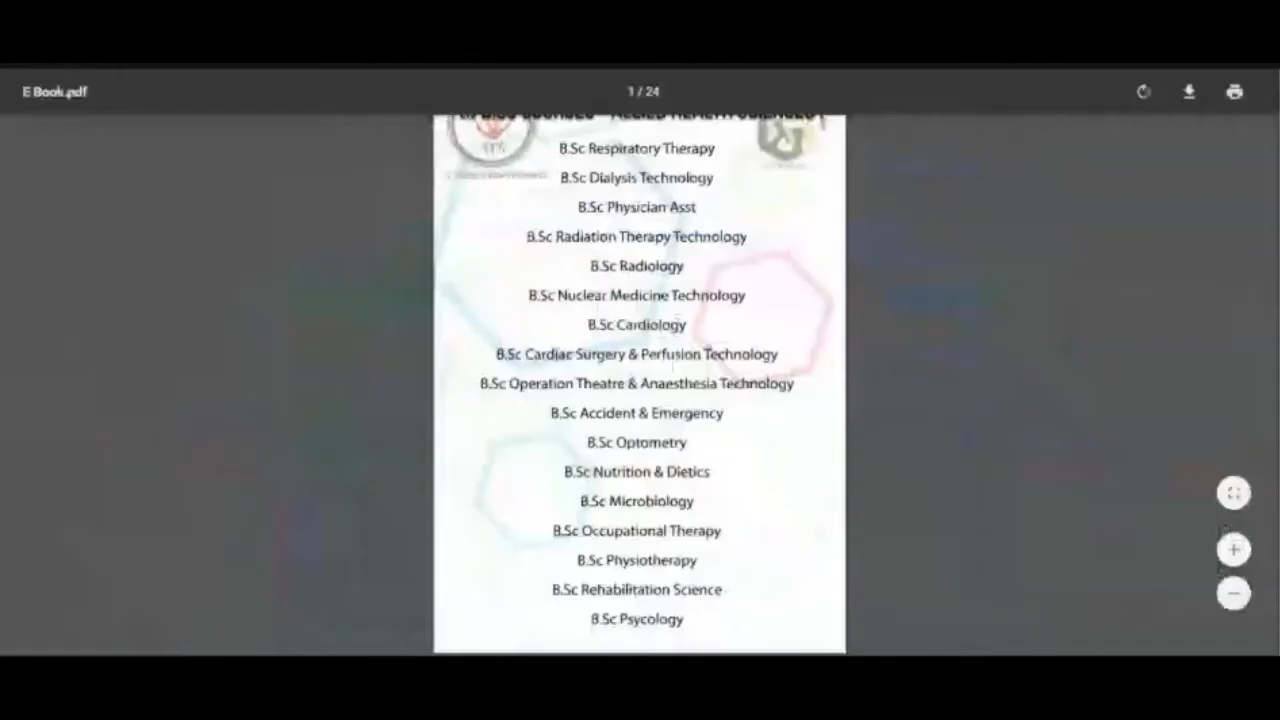 E Book.pdf
1 / 24
B.Sc Respiratory Therapy
B.Sc Dialysis Technology
B.Sc Physician Asst
B.Sc Radiation Therapy Technology
B.Sc Radiology
B.Sc Nuclear Medicine Technology
B.Sc Cardiology
B.Sc Cardiac Surgery & Perfusion Technology
B.Sc Operation Theatre & Anaesthesia Technology
B.Sc Accident & Emergency
B.Sc Optometry
B.Sc Nutrition & Dietics
B.Sc Microbiology
B.Sc Occupational Therapy
B.Sc Physiotherapy
B.Sc Rehabilitation Science
B.Sc Psycology